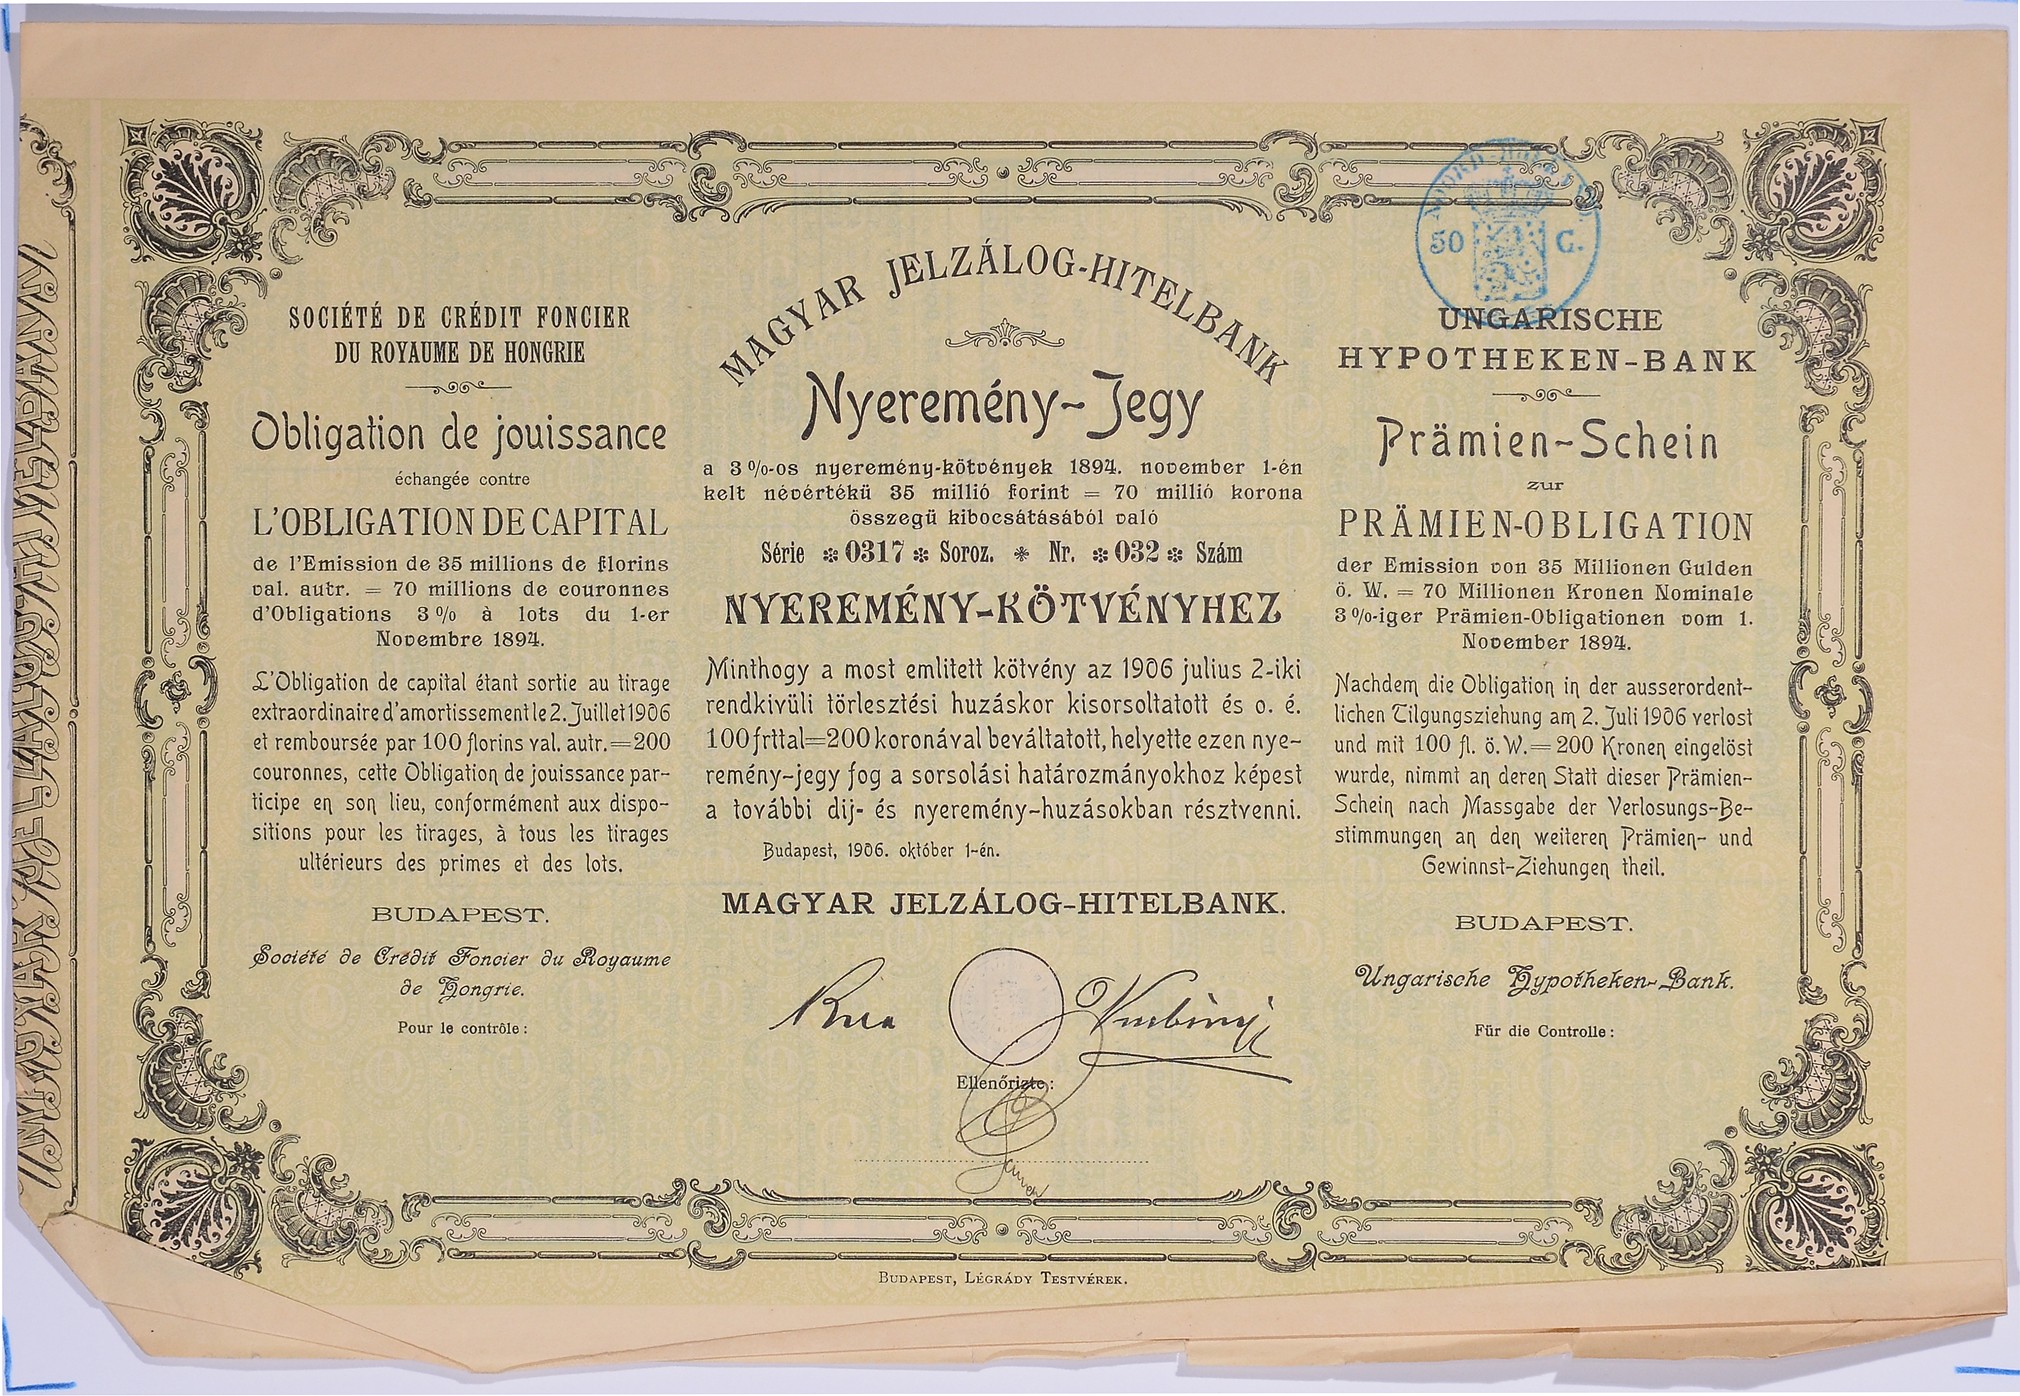 SOCIÉTÉ DE CRÉDIT FONCIER
DU ROYAUME DE HONGRIE
Obligation de jouissance
échangée contre
L'OBLIGATION DE CAPITAL
de l'Emission de 35 millions de florins
val. autr. = 70 millions de couronnes
d'Obligations 3% à lots du 1-er
Novembre 1894.
L'Obligation de capital étant sortie au tirage
extraordinaire d'amortissement le 2. Juillet 1906
et remboursée par 100 florins val. autr. = 200
couronnes, cette Obligation de jouissance par-
ticipe en son lieu, conformément aux dispo-
sitions pour les tirages, à tous les tirages
ultérieurs des primes et des lots.
BUDAPEST.
Société de Crédit Foncier du Royaume
de Hongrie.
Pour le contrôle:
MAGYAR JELZÁLOG-HITELBANK
Nyeremény-Jegy
a 3%-os nyeremény-kötvények 1894. november 1-én
kelt névértékü 35 millió forint = 70 millió korona
összegü kibocsátásából való
Série * 0317 * Soroz. * Nr. * 032 * Szám
NYEREMÉNY-KÖTVÉNYHEZ
Minthogy a most emlitett kötvény az 1906 julius 2-iki
rendkivüli törlesztési huzáskor kisorsoltatott és o. é.
100 frttal = 200 koronával beváltatott, helyette ezen nye-
remény-jegy fog a sorsolási határozmányokhoz képest
a további dij- és nyeremény-huzásokban résztvenni.
Budapest, 1906. október 1-én.
MAGYAR JELZÁLOG-HITELBANK.
Ellenőrizte:
50 C.
UNGARISCHE
HYPOTHEKEN-BANK
Prämien-Schein
zur
PRÄMIEN-OBLIGATION
der Emission von 35 Millionen Gulden
ö. W. = 70 Millionen Kronen Nominale
3%-iger Prämien-Obligationen vom 1.
November 1894.
Nachdem die Obligation in der ausserordent-
lichen Tilgungsziehung am 2. Juli 1906 verlost
und mit 100 fl. ö. W. = 200 Kronen eingelöst
wurde, nimmt an deren Statt dieser Prämien-
Schein nach Massgabe der Verlosungs-Be-
stimmungen an den weiteren Prämien- und
Gewinnst-Ziehungen theil.
BUDAPEST.
Ungarische Hypotheken-Bank.
Für die Controlle:
BUDAPEST, LÉGRÁDY TESTVÉREK.